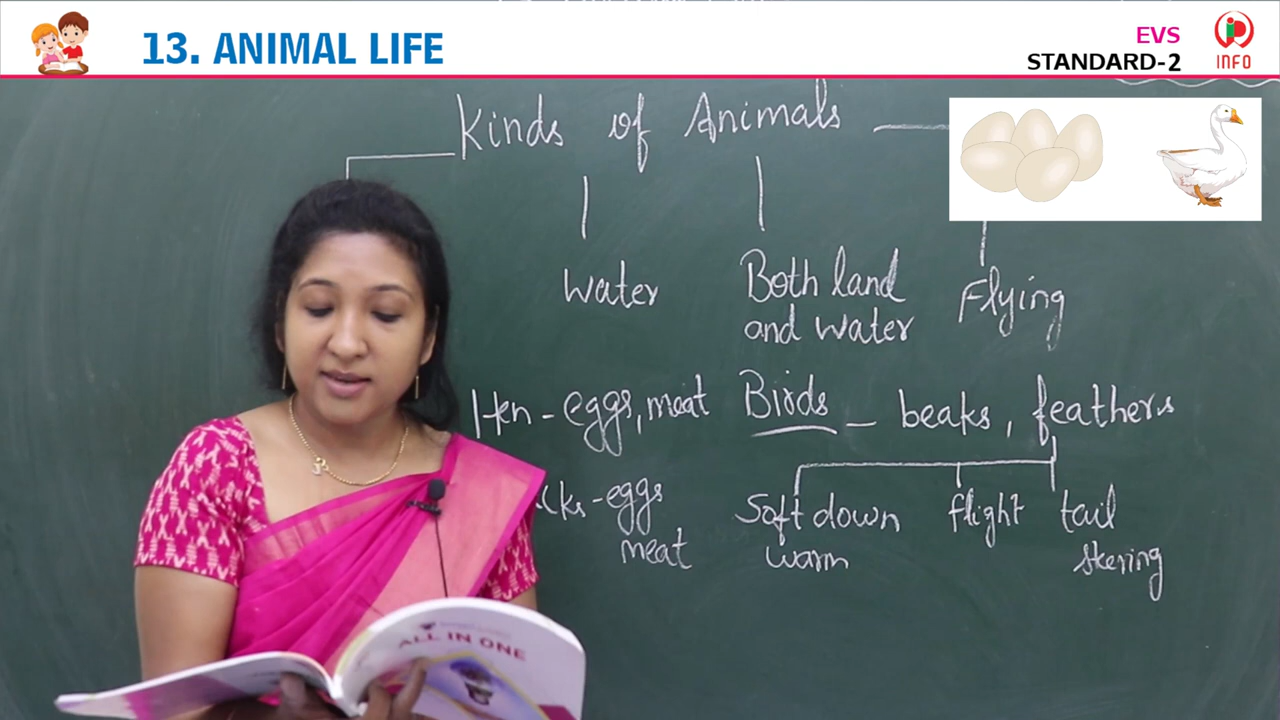 13. ANIMAL LIFE
EVS
STANDARD-2
INFO
Kinds of Animals
Water
Both land
and water
Flying
Hen - eggs, meat
Birds - beaks, feathers
cks - eggs
meat
Soft down
warm
flight
tail
steering
ALL IN ONE